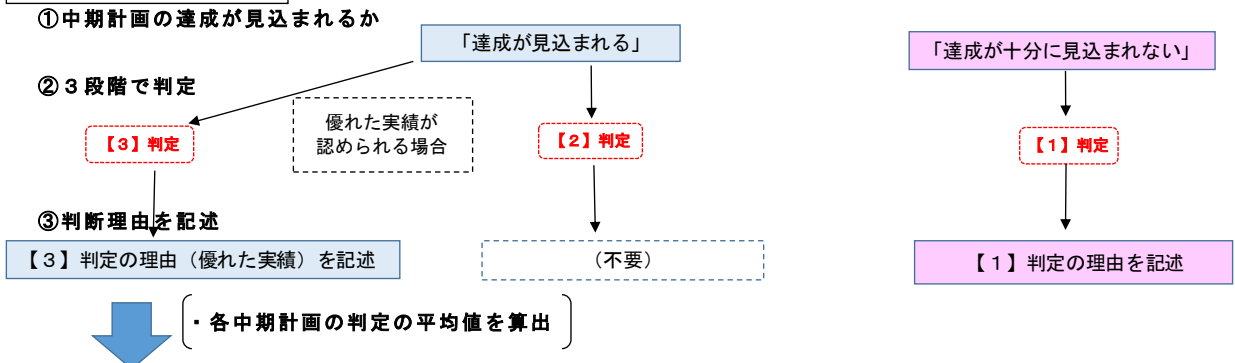 ①中期計画の達成が見込まれるか
「達成が見込まれる」
「達成が十分に見込まれない」
②３段階で判定
優れた実績が
認められる場合
【３】判定
【２】判定
【１】判定
③判断理由を記述
【３】判定の理由（優れた実績）を記述
（不要）
【１】判定の理由を記述
・各中期計画の判定の平均値を算出